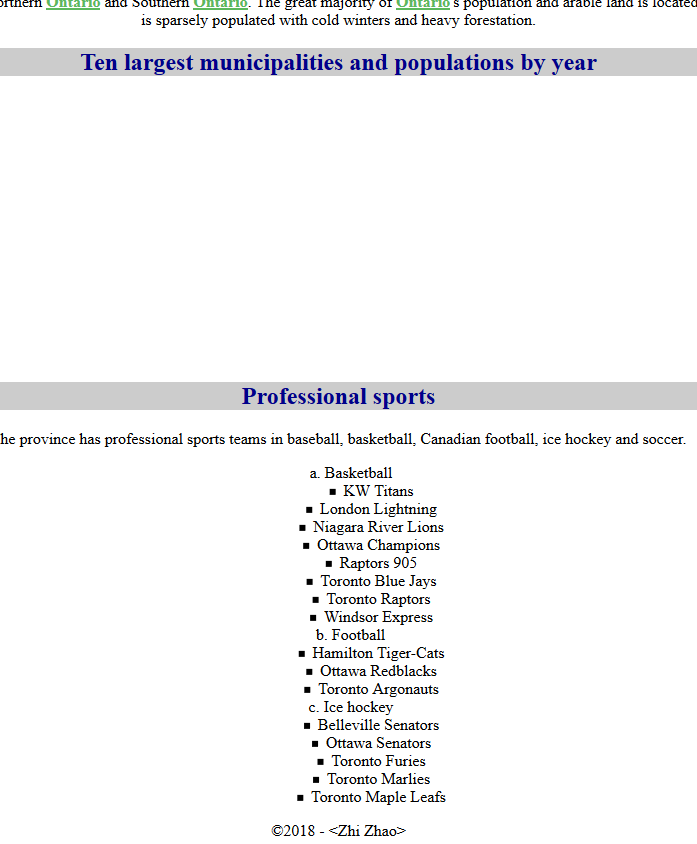 orthern Ontario and Southern Ontario. The great majority of Ontario's population and arable land is located
is sparsely populated with cold winters and heavy forestation.
Ten largest municipalities and populations by year
Professional sports
he province has professional sports teams in baseball, basketball, Canadian football, ice hockey and soccer.
a. Basketball
▪ KW Titans
▪ London Lightning
▪ Niagara River Lions
▪ Ottawa Champions
▪ Raptors 905
▪ Toronto Blue Jays
▪ Toronto Raptors
▪ Windsor Express
b. Football
▪ Hamilton Tiger-Cats
▪ Ottawa Redblacks
▪ Toronto Argonauts
c. Ice hockey
▪ Belleville Senators
▪ Ottawa Senators
▪ Toronto Furies
▪ Toronto Marlies
▪ Toronto Maple Leafs
©2018 - <Zhi Zhao>